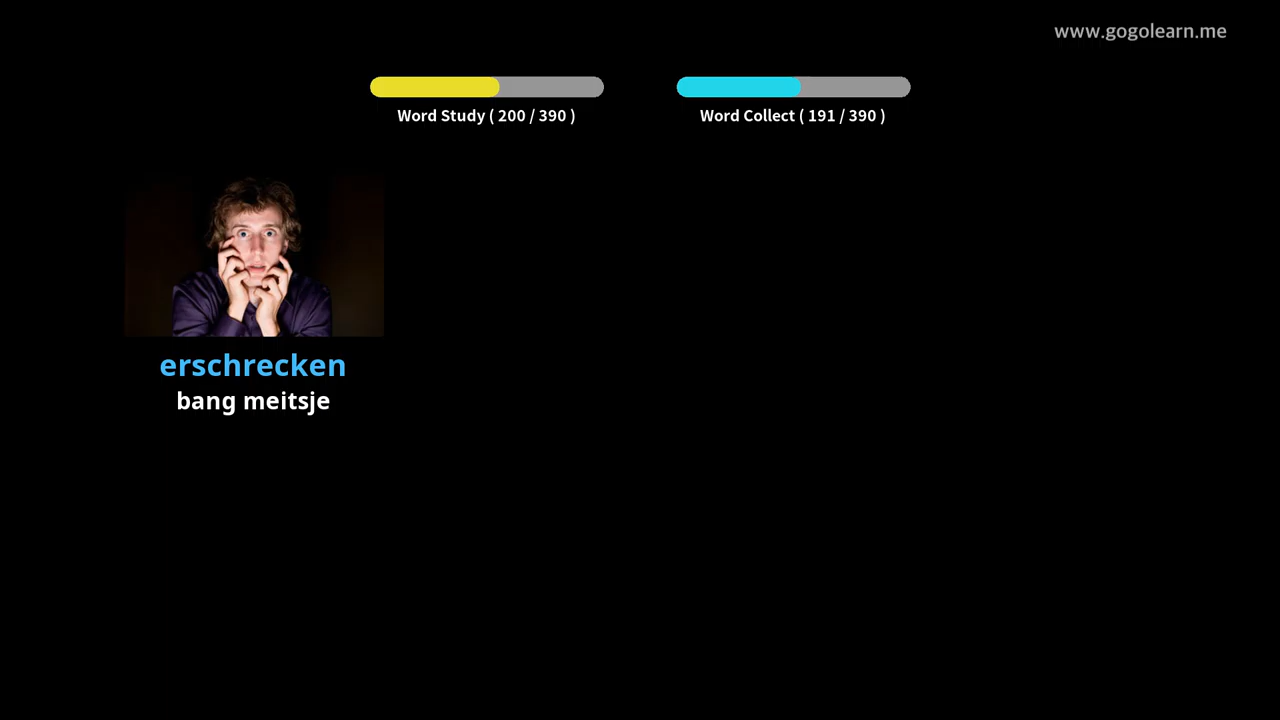 www.gogolearn.me
Word Study ( 200 / 390 )
Word Collect ( 191 / 390 )
erschrecken
bang meitsje